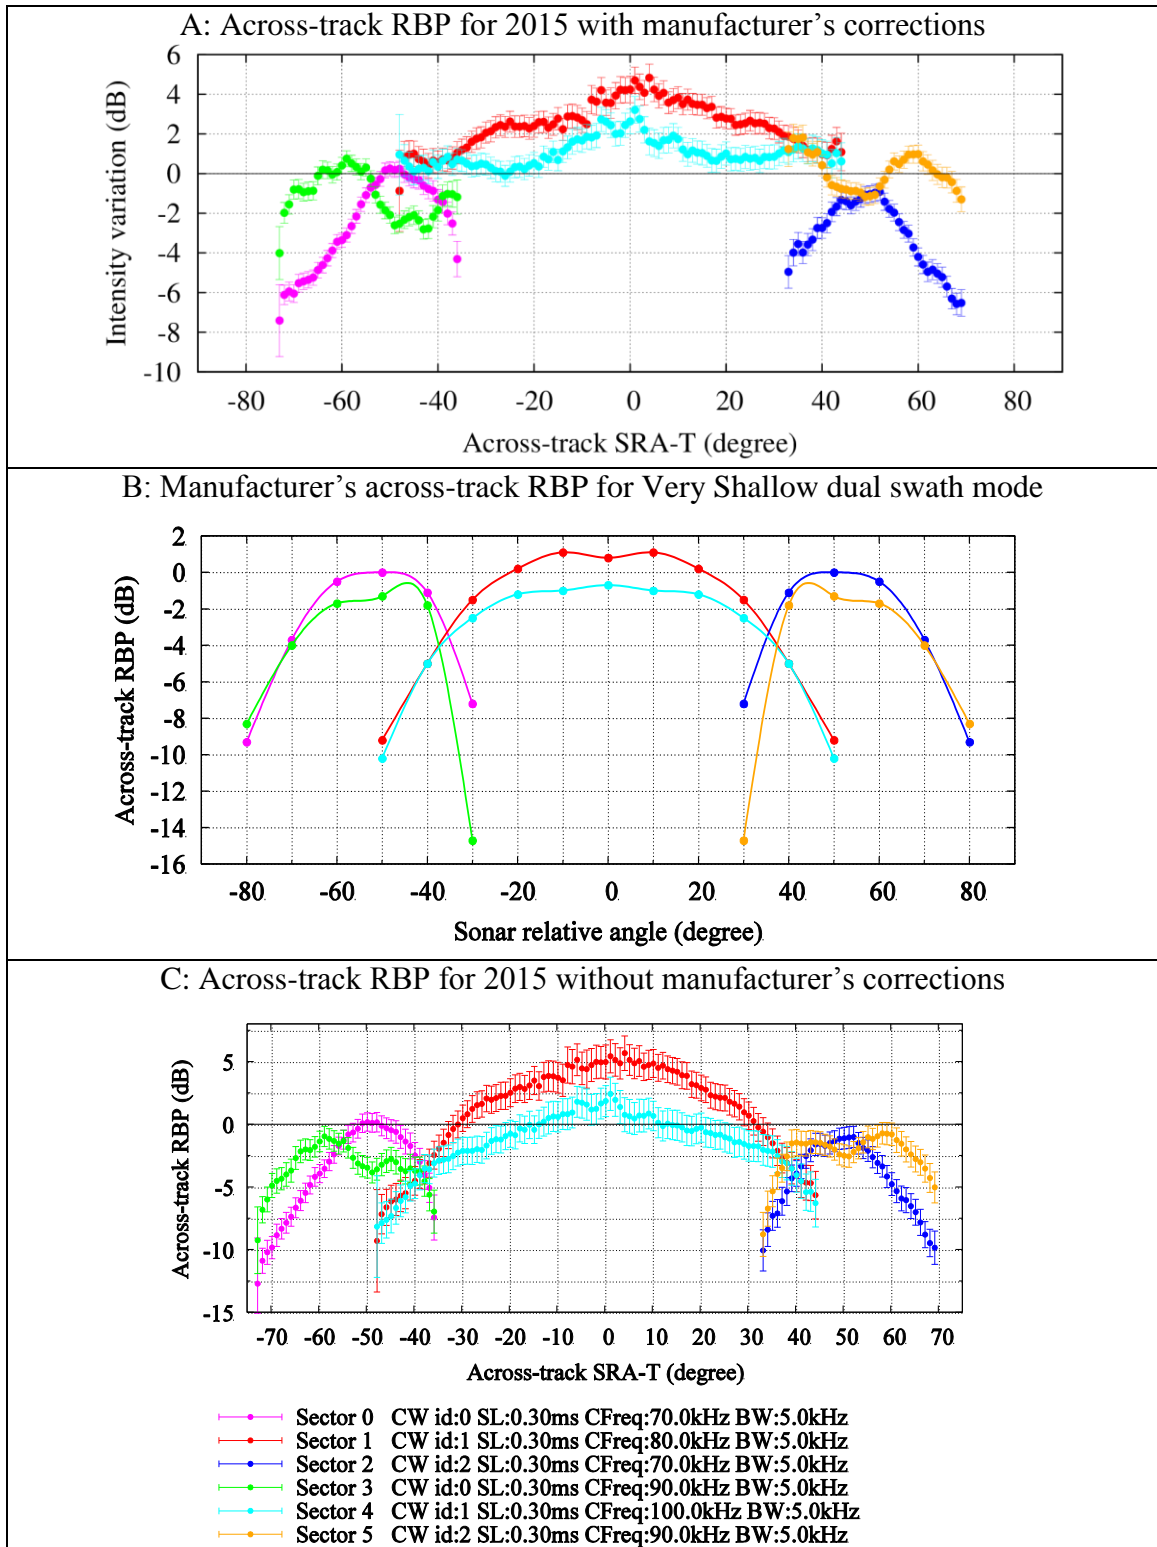 A: Across-track RBP for 2015 with manufacturer's corrections
6
4
2
0
-2
-4
-6
-8
-10
Intensity variation (dB)
-80 -60 -40 -20 0 20 40 60 80
Across-track SRA-T (degree)
B: Manufacturer's across-track RBP for Very Shallow dual swath mode
2
0
-2
-4
-6
-8
-10
-12
-14
-16
Across-track RBP (dB)
-80 -60 -40 -20 0 20 40 60 80
Sonar relative angle (degree)
C: Across-track RBP for 2015 without manufacturer's corrections
5
0
-5
-10
-15
Across-track RBP (dB)
-70 -60 -50 -40 -30 -20 -10 0 10 20 30 40 50 60 70
Across-track SRA-T (degree)
Sector 0 CW id:0 SL:0.30ms CFreq:70.0kHz BW:5.0kHz
Sector 1 CW id:1 SL:0.30ms CFreq:80.0kHz BW:5.0kHz
Sector 2 CW id:2 SL:0.30ms CFreq:70.0kHz BW:5.0kHz
Sector 3 CW id:0 SL:0.30ms CFreq:90.0kHz BW:5.0kHz
Sector 4 CW id:1 SL:0.30ms CFreq:100.0kHz BW:5.0kHz
Sector 5 CW id:2 SL:0.30ms CFreq:90.0kHz BW:5.0kHz